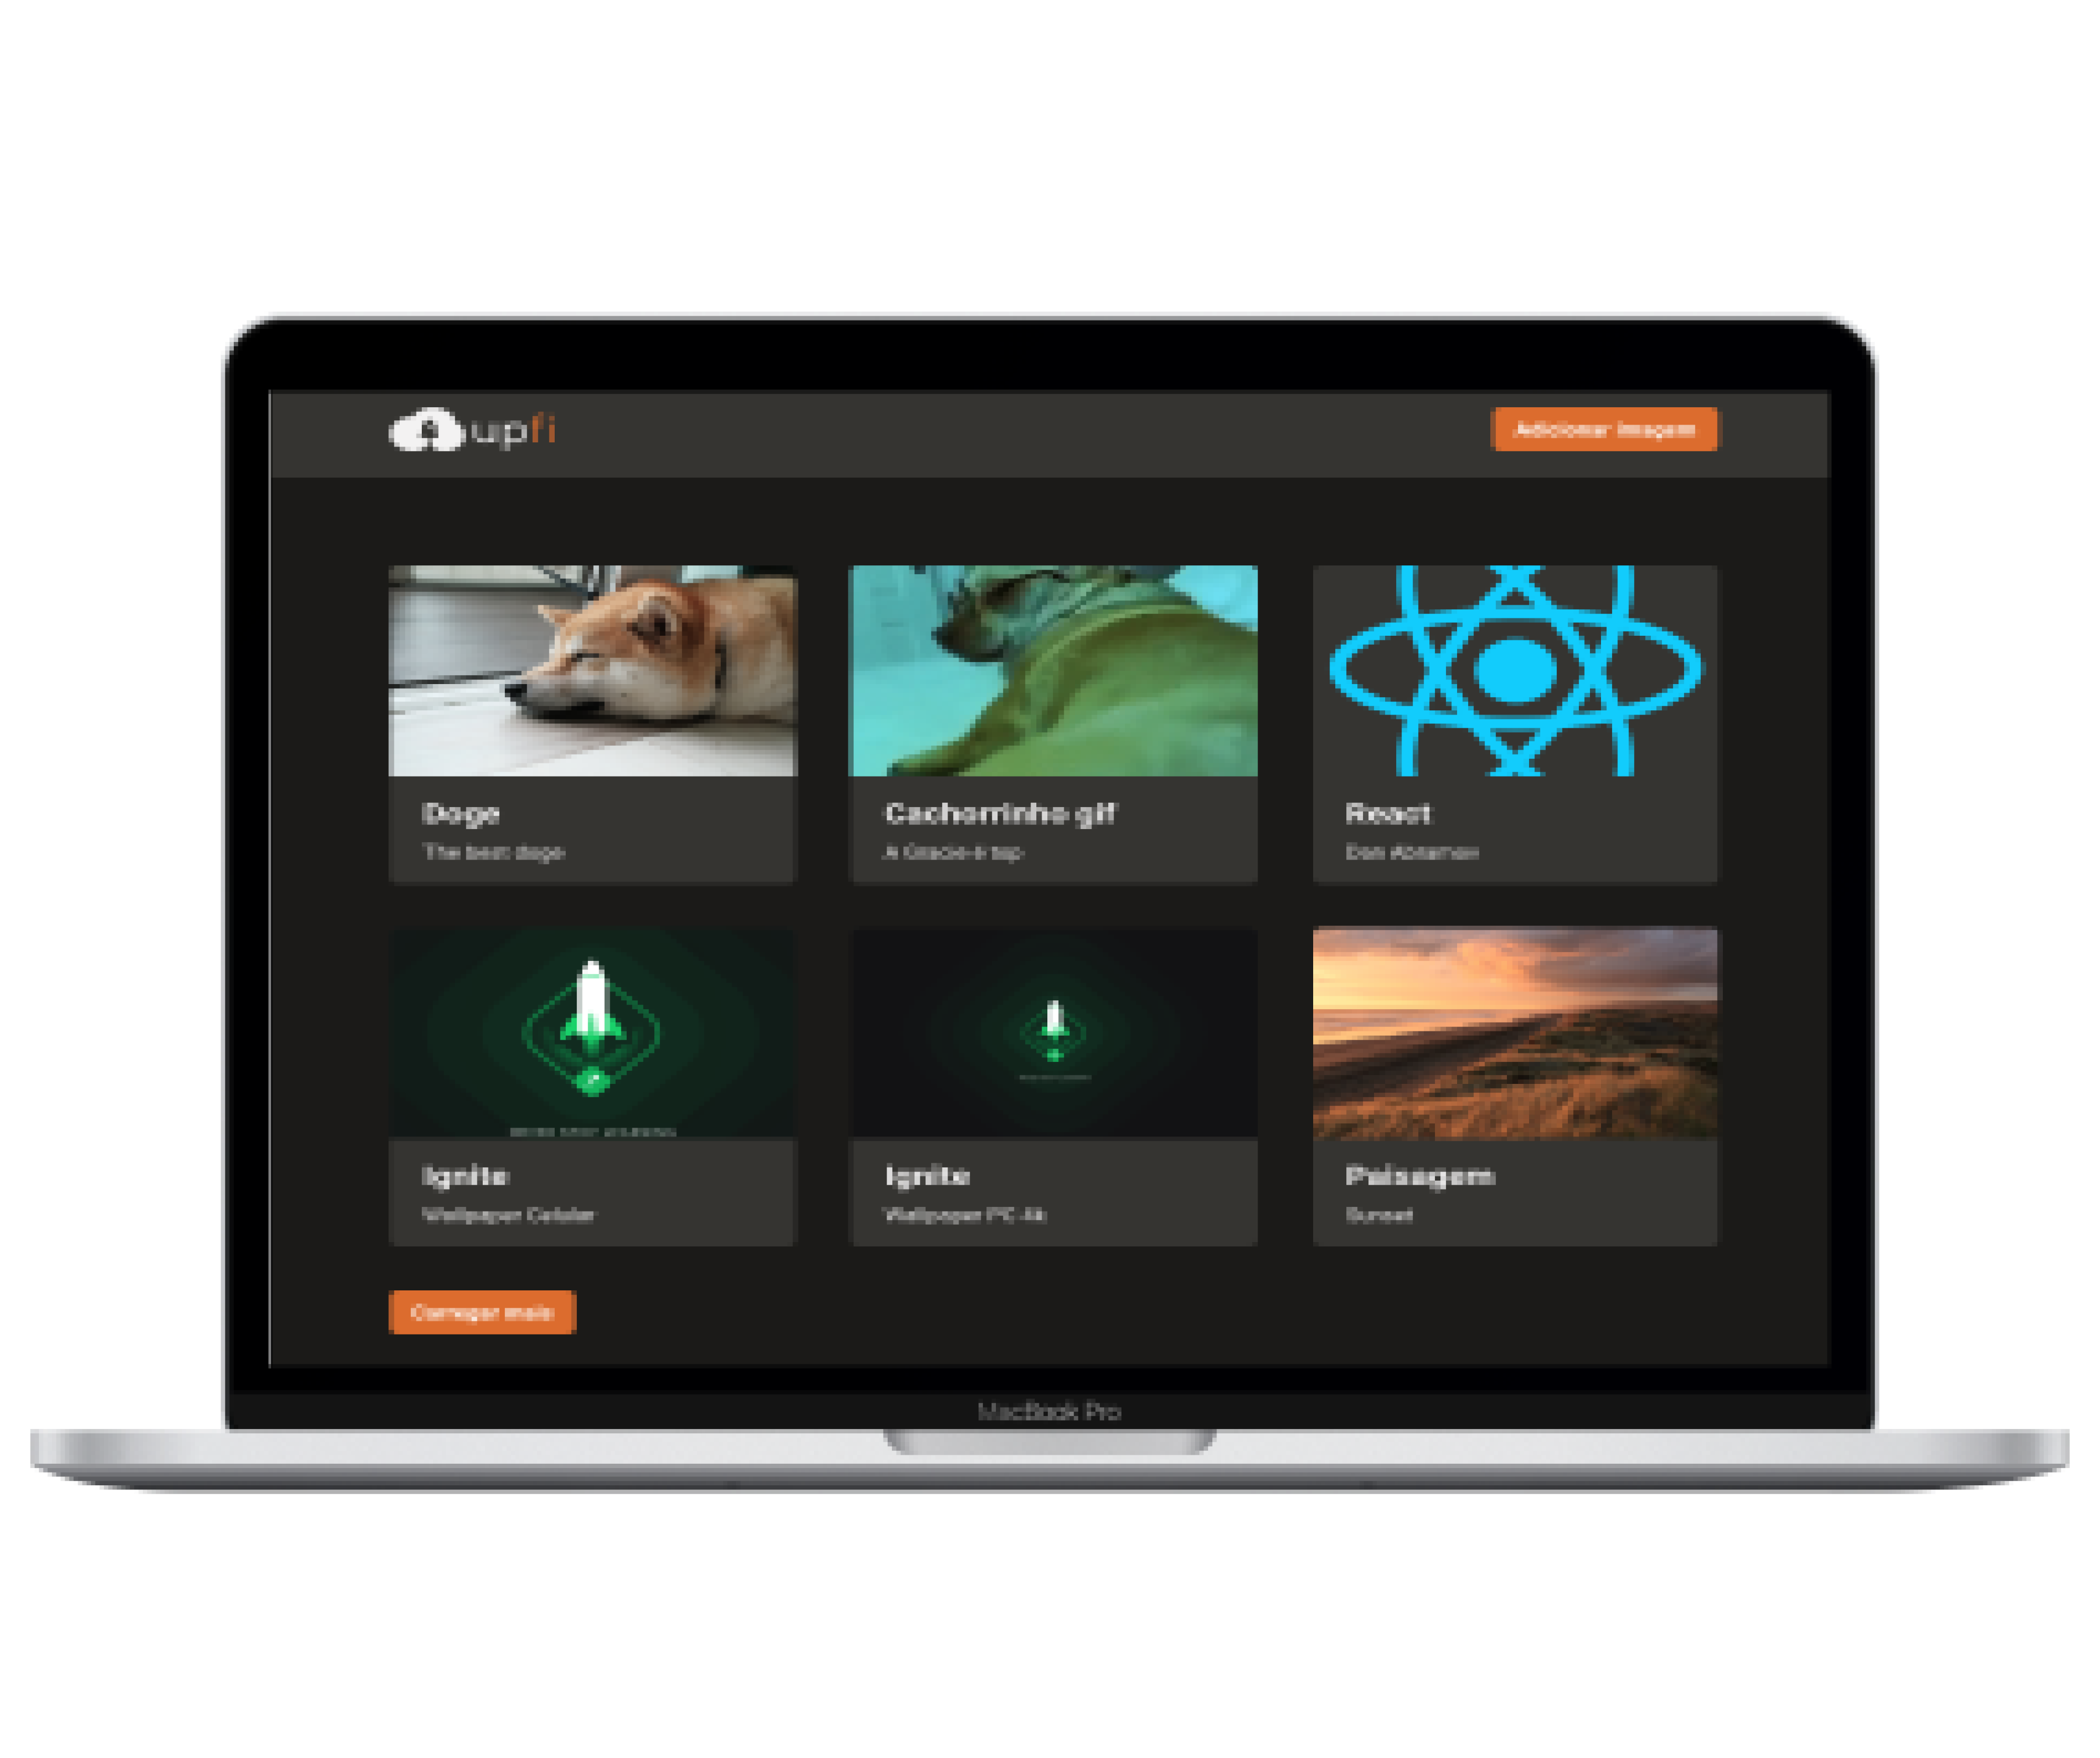 upfi
Adicionar imagem
Doge
The best doge
Cachorrinho gif
A Gracie é top
React
Dan Abramov
Ignite
Wallpaper Celular
Ignite
Wallpaper PC 4k
Paisagem
Sunset
Carregar mais
MacBook Pro